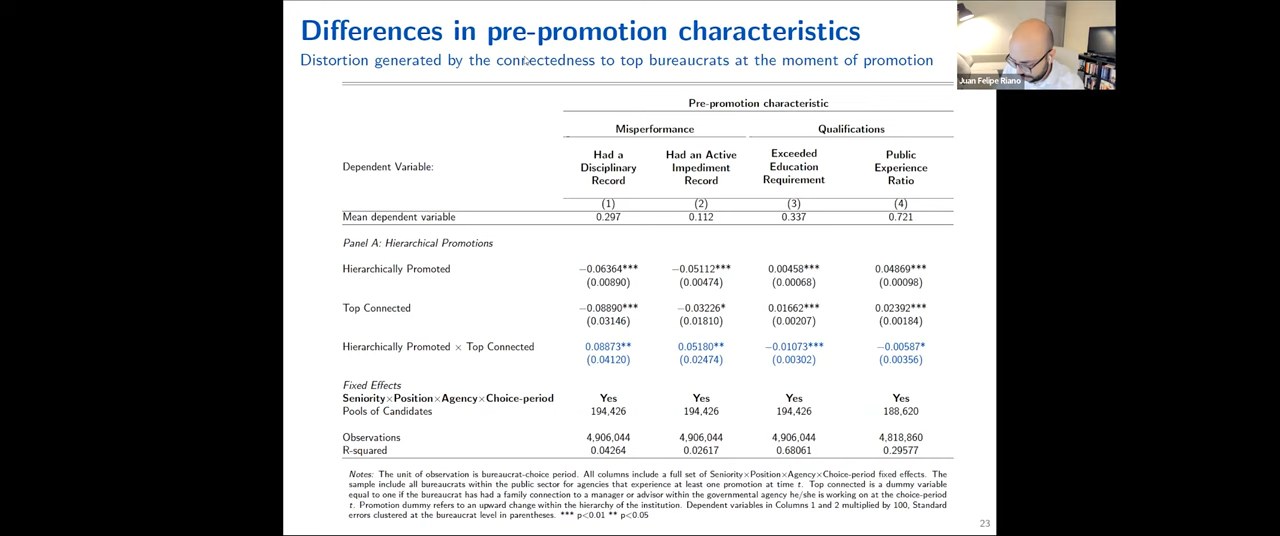 Differences in pre-promotion characteristics
Distortion generated by the connectedness to top bureaucrats at the moment of promotion
Juan Felipe Riano
Pre-promotion characteristic
Misperformance Qualifications
Dependent Variable: Had a Disciplinary Record Had an Active Impediment Record Exceeded Education Requirement Public Experience Ratio
(1) (2) (3) (4)
Mean dependent variable 0.297 0.112 0.337 0.721
Panel A: Hierarchical Promotions
Hierarchically Promoted −0.06364*** −0.05112*** 0.00458*** 0.04869***
(0.00890) (0.00474) (0.00068) (0.00098)
Top Connected −0.08890*** −0.03226* 0.01662*** 0.02392***
(0.03146) (0.01810) (0.00207) (0.00184)
Hierarchically Promoted × Top Connected 0.08873** 0.05180** −0.01073*** −0.00587*
(0.04120) (0.02474) (0.00302) (0.00356)
Fixed Effects
Seniority×Position×Agency×Choice-period Yes Yes Yes Yes
Pools of Candidates 194,426 194,426 194,426 188,620
Observations 4,906,044 4,906,044 4,906,044 4,818,860
R-squared 0.04264 0.02617 0.68061 0.29577
Notes: The unit of observation is bureaucrat-choice period. All columns include a full set of Seniority×Position×Agency×Choice-period fixed effects. The
sample include all bureaucrats within the public sector for agencies that experience at least one promotion at time t. Top connected is a dummy variable
equal to one if the bureaucrat has had a family connection to a manager or advisor within the governmental agency he/she is working on at the choice-period
t. Promotion dummy refers to an upward change within the hierarchy of the institution. Dependent variables in Columns 1 and 2 multiplied by 100, Standard
errors clustered at the bureaucrat level in parentheses. *** p<0.01 ** p<0.05
23